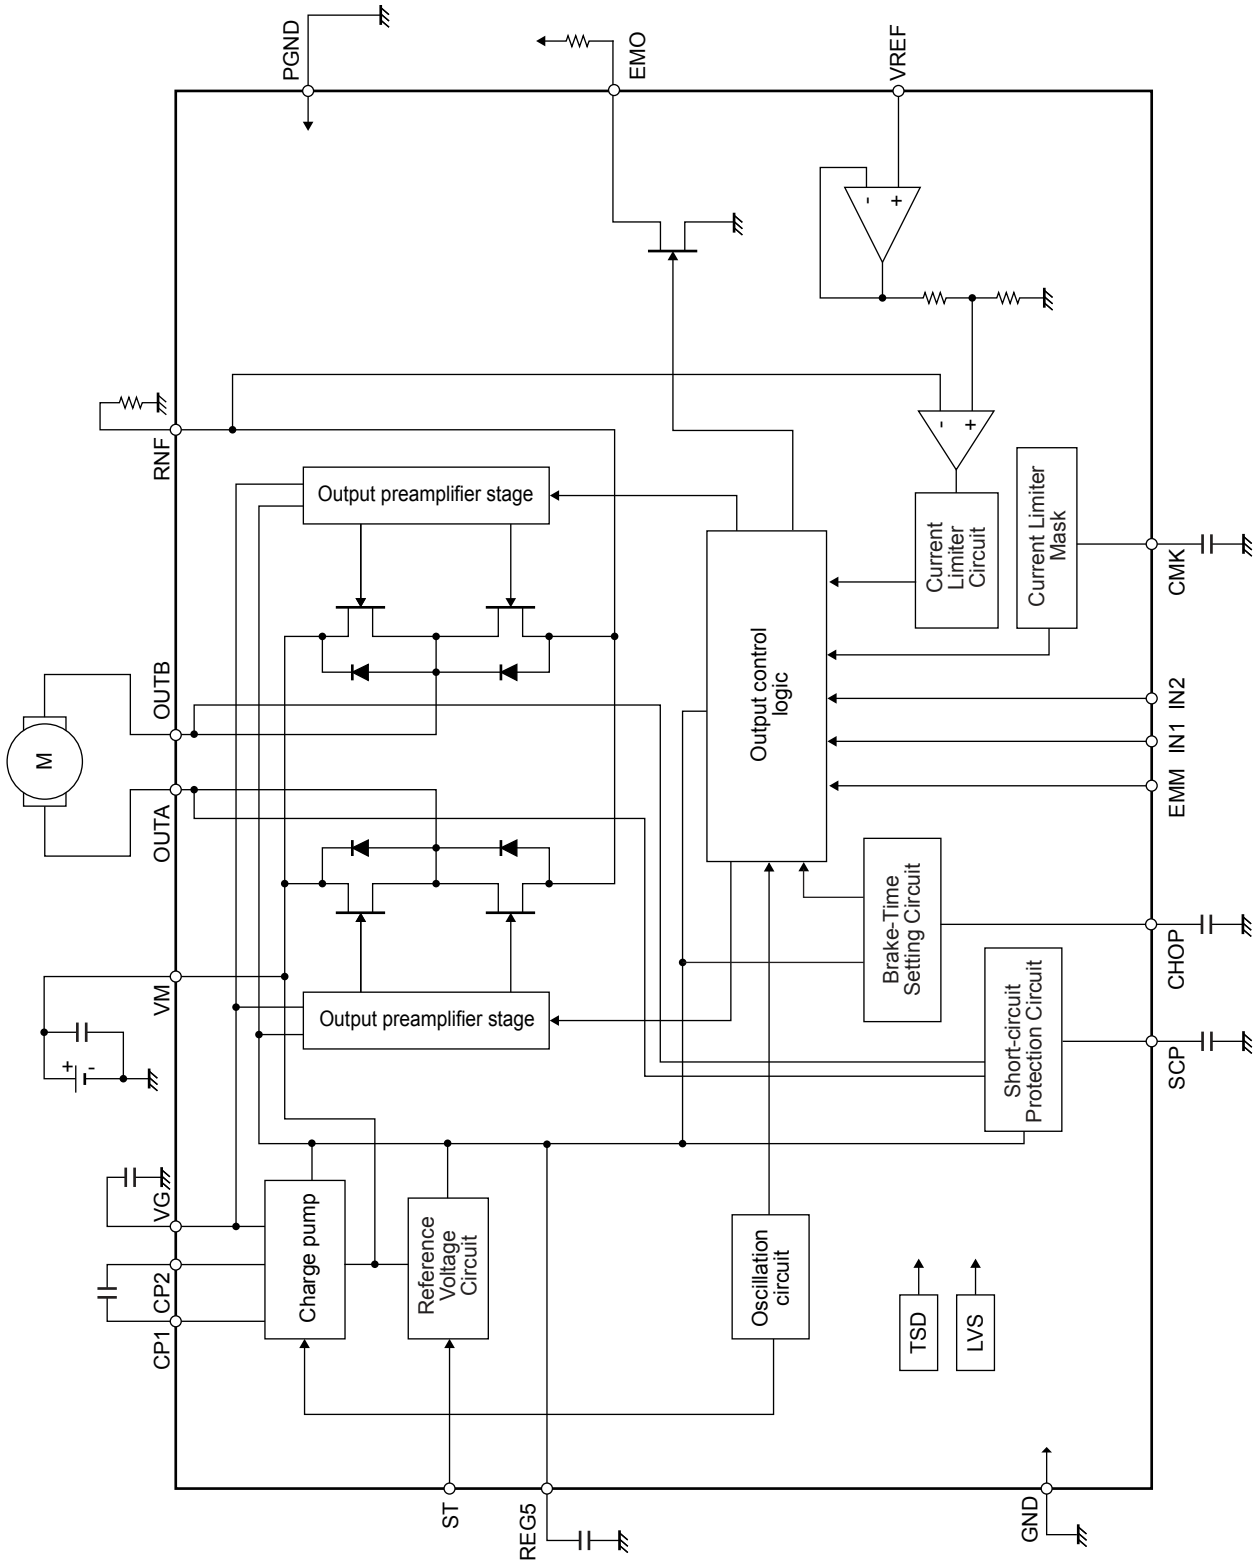 PGND
EMO
VREF
RNF
Output preamplifier stage
-
+
-
+
Current
Limiter
Circuit
Current Limiter
Mask
CMK
OUTB
M
OUTA
Output control
logic
IN2
IN1
EMM
Brake-Time
Setting Circuit
CHOP
VM
+
-
Output preamplifier stage
Short-circuit
Protection Circuit
SCP
VG
CP2
CP1
Charge pump
Reference
Voltage
Circuit
Oscillation
circuit
TSD
LVS
ST
REG5
GND